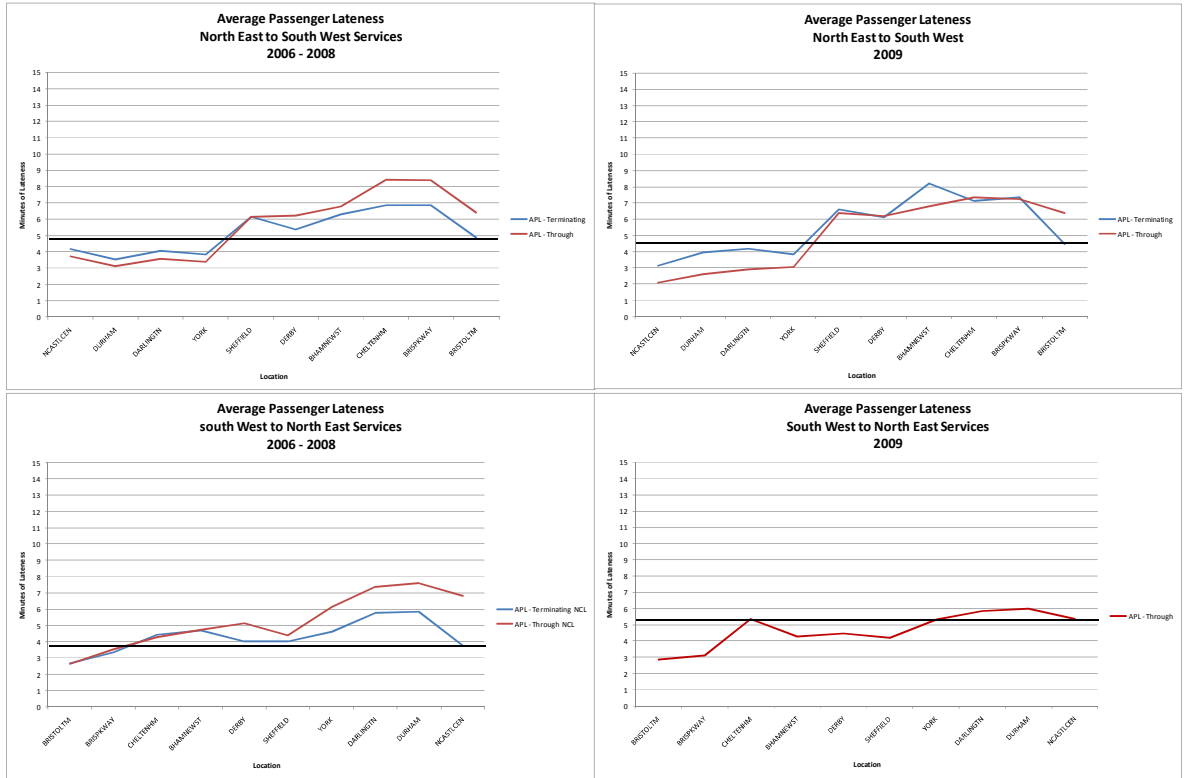 Average Passenger Lateness
North East to South West Services
2006 - 2008
15
14
13
12
11
10
9
8
7
6
5
4
3
2
1
0
Minutes of Lateness
NCASTLCEN
DURHAM
DARLINGTN
YORK
SHEFFIELD
DERBY
BHAMNEWST
CHELTENHM
BRISPKWAY
BRISTOLTM
Location
APL - Terminating
APL - Through
Average Passenger Lateness
North East to South West
2009
15
14
13
12
11
10
9
8
7
6
5
4
3
2
1
0
Minutes of Lateness
NCASTLCEN
DURHAM
DARLINGTN
YORK
SHEFFIELD
DERBY
BHAMNEWST
CHELTENHM
BRISPKWAY
BRISTOLTM
Location
APL - Terminating
APL - Through
Average Passenger Lateness
south West to North East Services
2006 - 2008
15
14
13
12
11
10
9
8
7
6
5
4
3
2
1
0
Minutes of Lateness
BRISTOLTM
BRISPKWAY
CHELTENHM
BHAMNEWST
DERBY
SHEFFIELD
YORK
DARLINGTN
DURHAM
NCASTLCEN
Location
APL - Terminating NCL
APL - Through NCL
Average Passenger Lateness
South West to North East Services
2009
15
14
13
12
11
10
9
8
7
6
5
4
3
2
1
0
Minutes of Lateness
BRISTOLTM
BRISPKWAY
CHELTENHM
BHAMNEWST
DERBY
SHEFFIELD
YORK
DARLINGTN
DURHAM
NCASTLCEN
Location
APL - Through